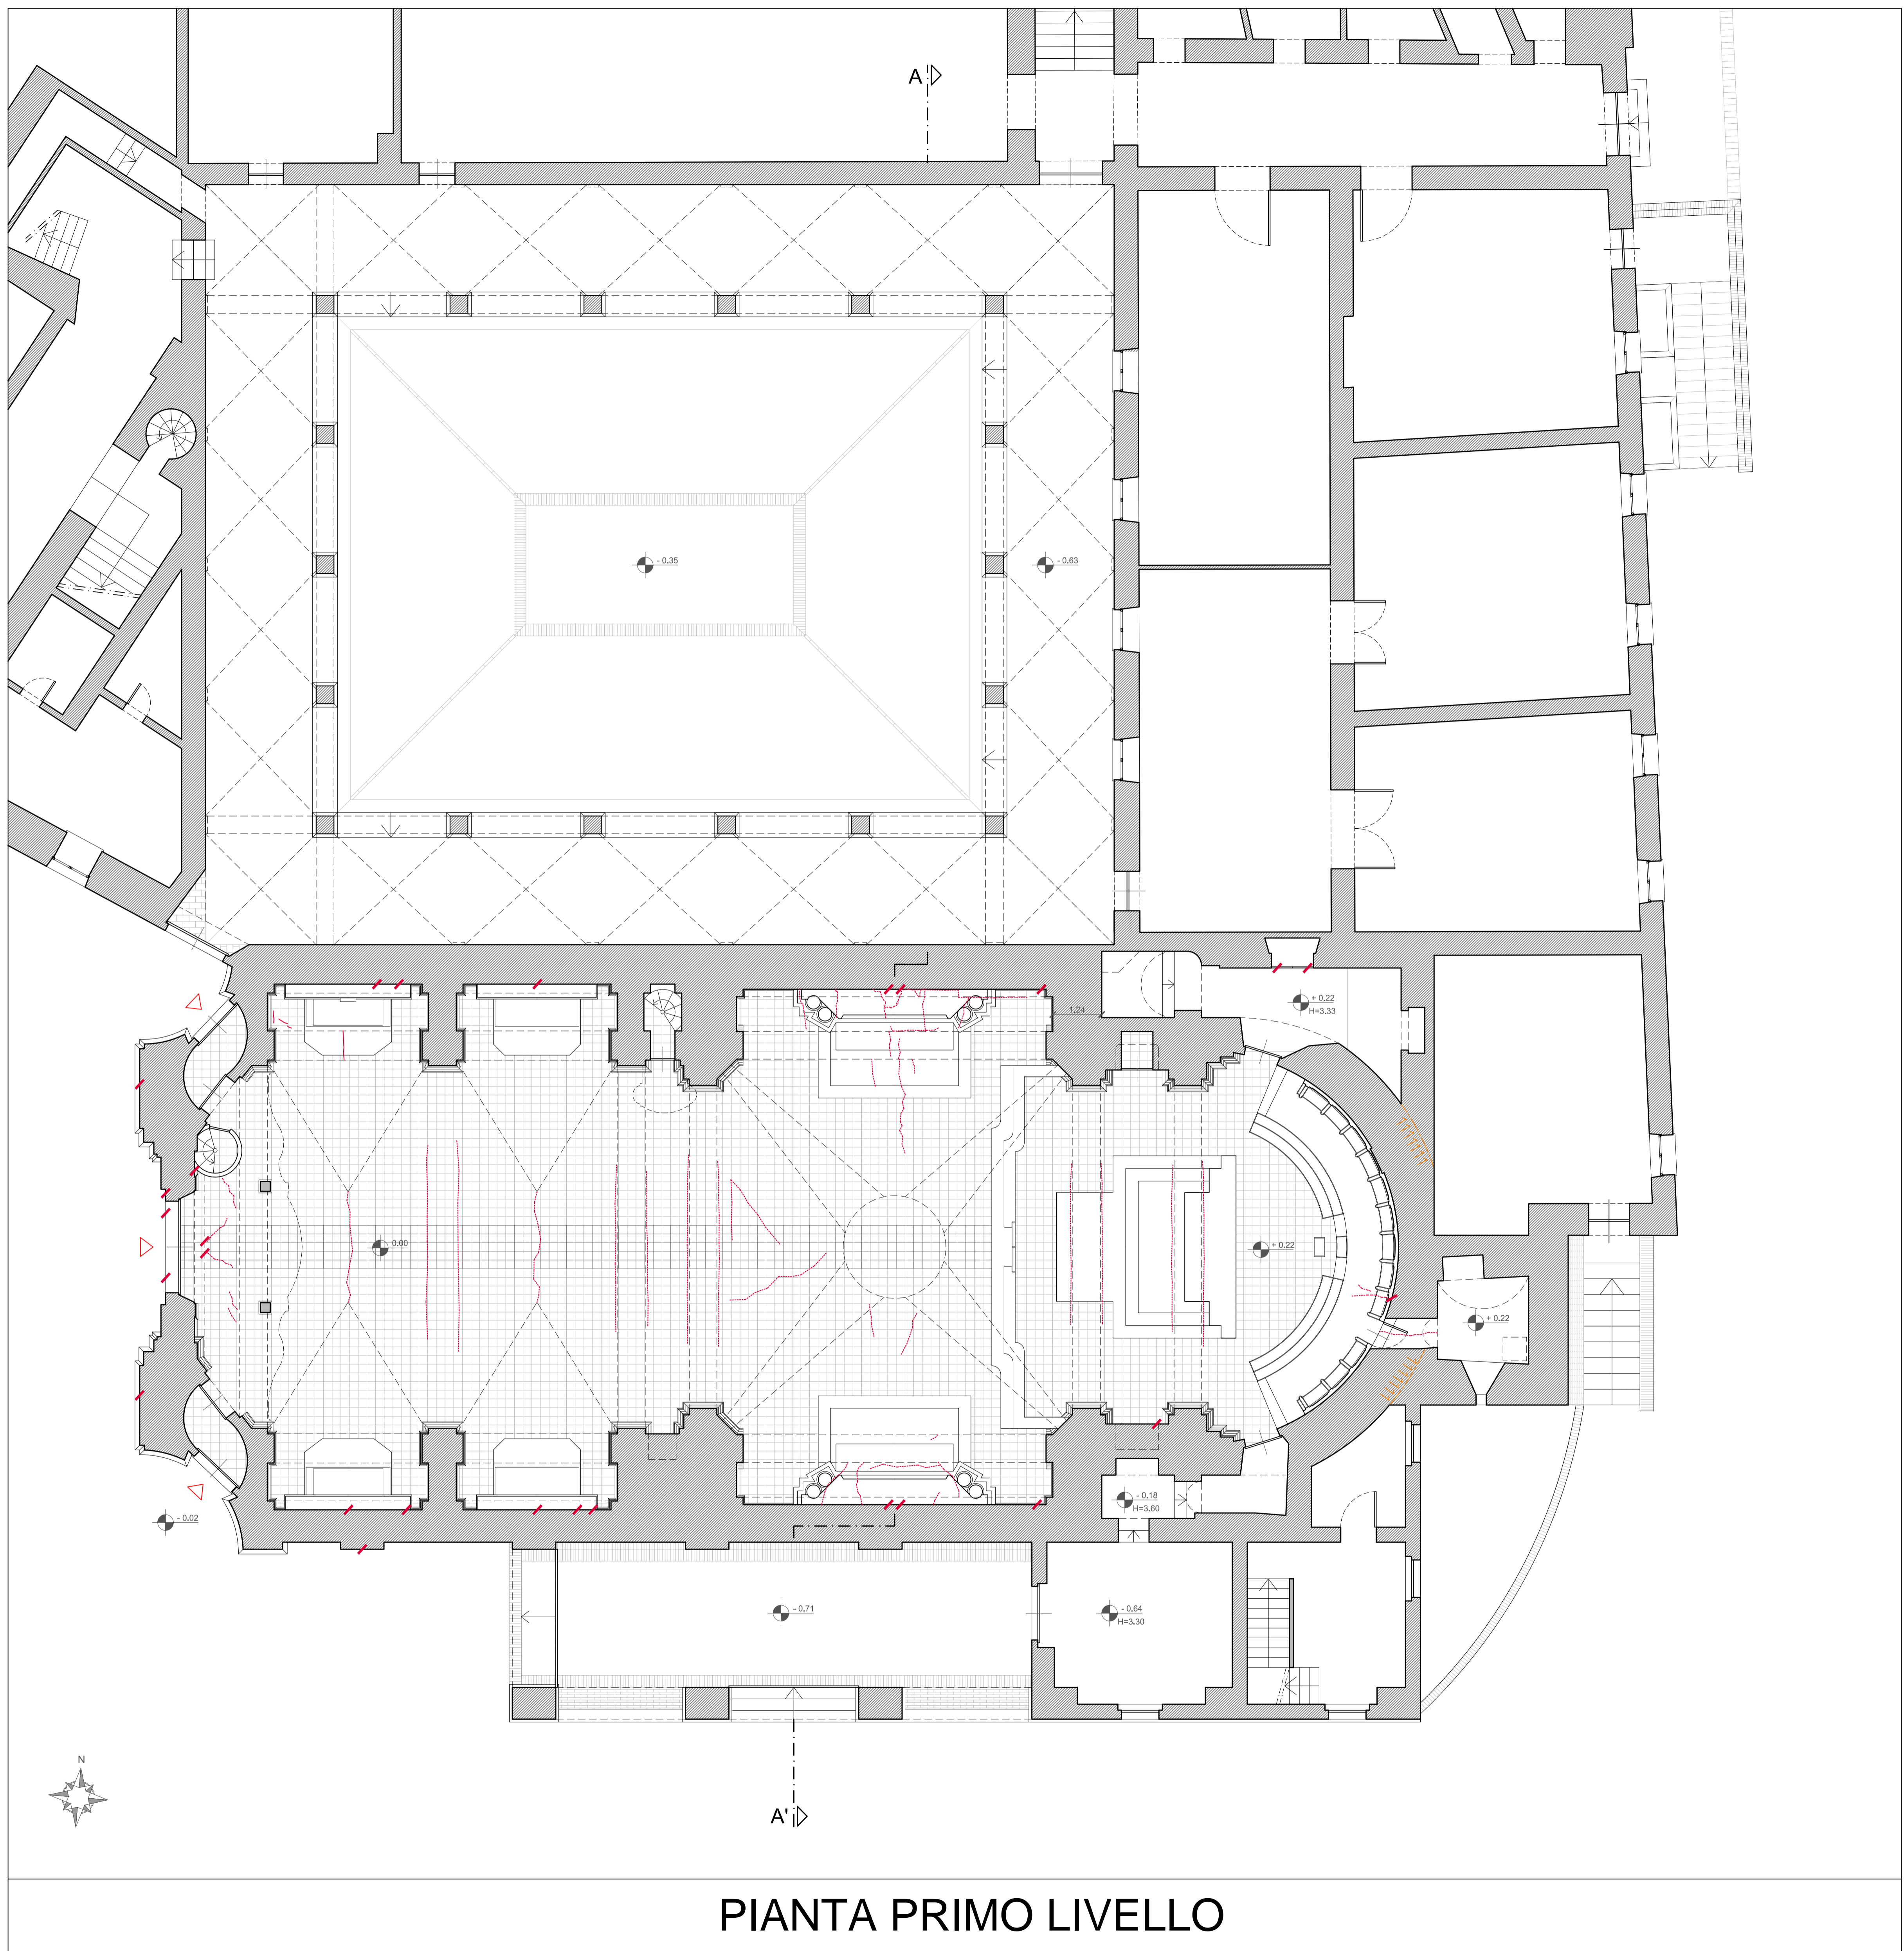 A
- 0.35
- 0.63
1.24
+ 0.22
H=3,33
0.00
+ 0.22
+ 0.22
- 0.18
H=3,60
- 0.02
- 0.71
- 0.64
H=3.30
N
A'
PIANTA PRIMO LIVELLO